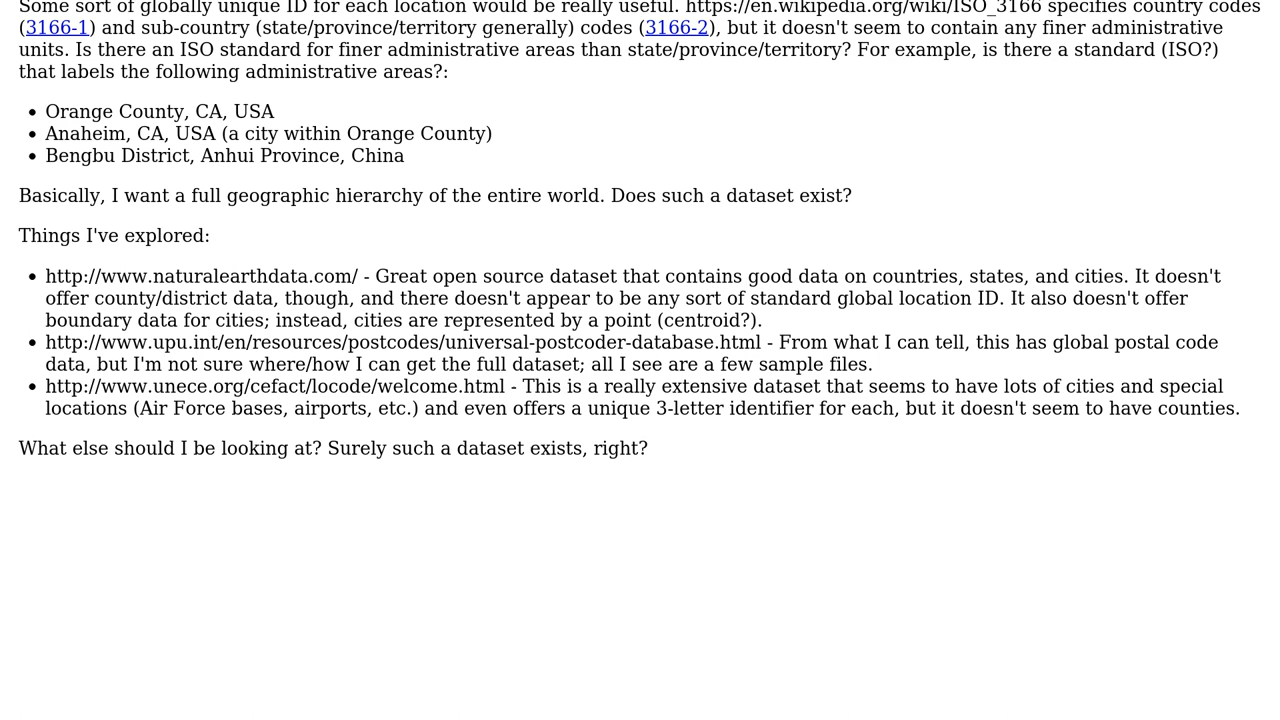 Some sort of globally unique ID for each location would be really useful. https://en.wikipedia.org/wiki/ISO_3166 specifies country codes
(3166-1) and sub-country (state/province/territory generally) codes (3166-2), but it doesn't seem to contain any finer administrative
units. Is there an ISO standard for finer administrative areas than state/province/territory? For example, is there a standard (ISO?)
that labels the following administrative areas?:
• Orange County, CA, USA
• Anaheim, CA, USA (a city within Orange County)
• Bengbu District, Anhui Province, China
Basically, I want a full geographic hierarchy of the entire world. Does such a dataset exist?
Things I've explored:
• http://www.naturalearthdata.com/ - Great open source dataset that contains good data on countries, states, and cities. It doesn't
offer county/district data, though, and there doesn't appear to be any sort of standard global location ID. It also doesn't offer
boundary data for cities; instead, cities are represented by a point (centroid?).
• http://www.upu.int/en/resources/postcodes/universal-postcoder-database.html - From what I can tell, this has global postal code
data, but I'm not sure where/how I can get the full dataset; all I see are a few sample files.
• http://www.unece.org/cefact/locode/welcome.html - This is a really extensive dataset that seems to have lots of cities and special
locations (Air Force bases, airports, etc.) and even offers a unique 3-letter identifier for each, but it doesn't seem to have counties.
What else should I be looking at? Surely such a dataset exists, right?